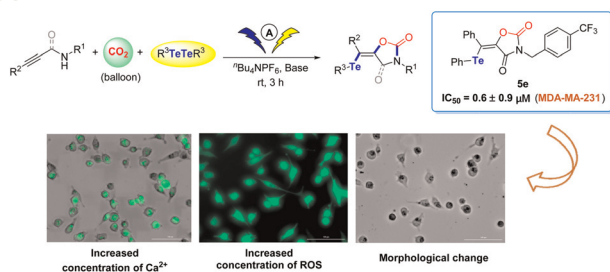 O
R² N R¹
H
+ CO₂ + R³TeTeR³
(balloon)
A
ⁿBu₄NPF₆, Base
rt, 3 h
R² O
O
R³-Te N
O R¹
Ph O O
Ph Te N
O
CF₃
5e
IC₅₀ = 0.6 ± 0.9 µM (MDA-MA-231)
Increased
concentration of Ca²⁺
Increased
concentration of ROS
Morphological change